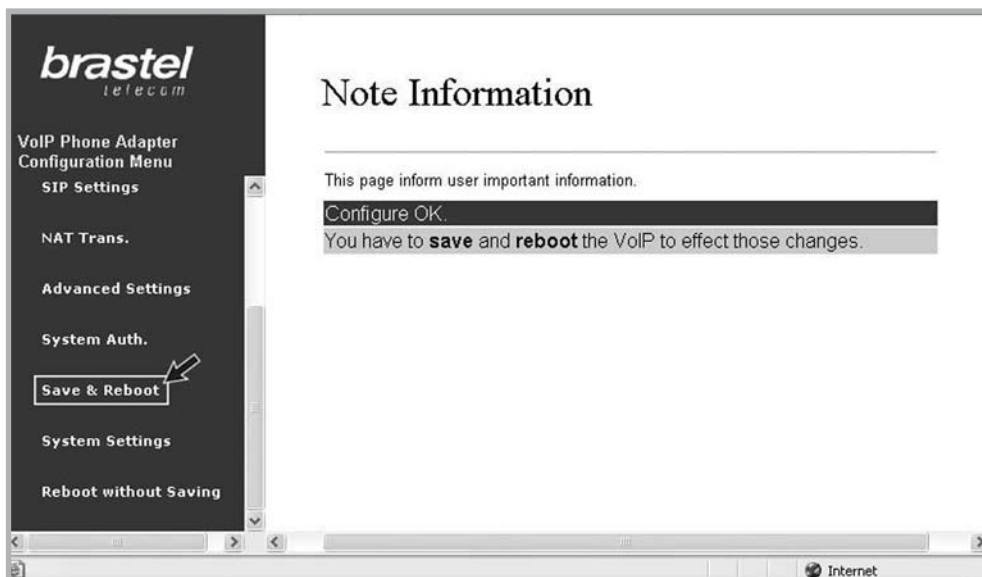 brastel
telecom
VoIP Phone Adapter
Configuration Menu
SIP Settings
NAT Trans.
Advanced Settings
System Auth.
Save & Reboot
System Settings
Reboot without Saving
Note Information
This page inform user important information.
Configure OK.
You have to save and reboot the VoIP to effect those changes.
Internet